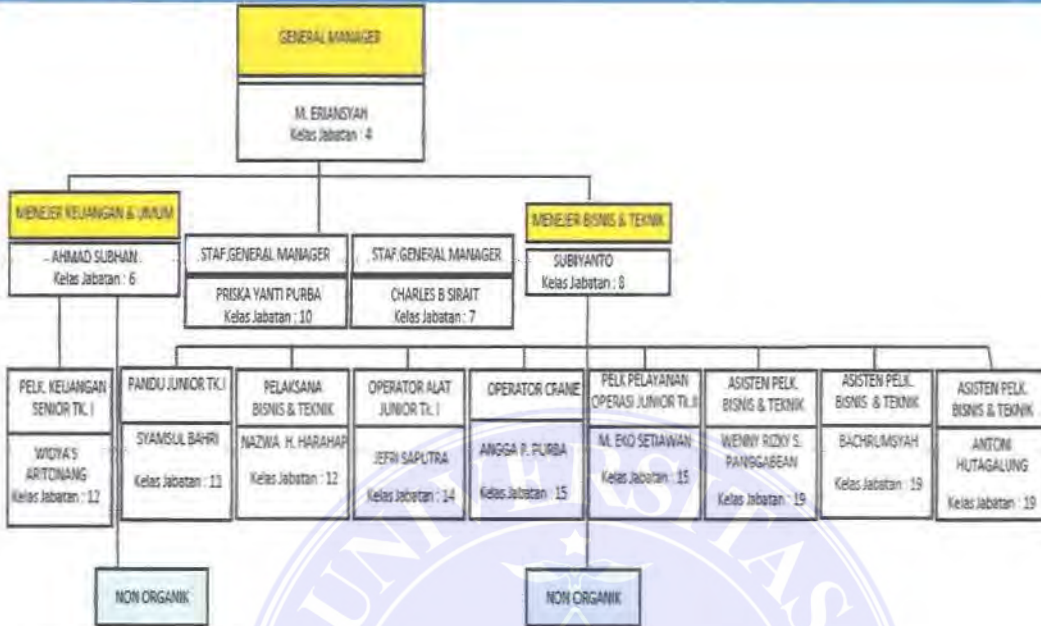 GENERAL MANAGER
M. ERIANSYAH
Kelas Jabatan : 4
MENEJER KEUANGAN & UMUM
AHMAD SUBHAN
Kelas Jabatan : 6
STAF GENERAL MANAGER
PRISKA YANTI PURBA
Kelas Jabatan : 10
STAF GENERAL MANAGER
CHARLES B SIRAIT
Kelas Jabatan : 7
MENEJER BISNIS & TEKNIK
SUBIYANTO
Kelas Jabatan : 8
PELK. KEUANGAN
SENIOR TK. I
WIDYA S
ARITONANG
Kelas Jabatan : 12
PANDU JUNIOR TK.I
SYAMSUL BAHRI
Kelas Jabatan : 11
PELAKSANA
BISNIS & TEKNIK
NAZWA H. HARAHAP
Kelas Jabatan : 12
OPERATOR ALAT
JUNIOR Tk. I
JEFRI SAPUTRA
Kelas Jabatan : 14
OPERATOR CRANE
ANGGA P. PURBA
Kelas Jabatan : 15
PELK PELAYANAN
OPERASI JUNIOR Tk.II
M. EKO SETIAWAN
Kelas Jabatan : 15
ASISTEN PELK.
BISNIS & TEKNIK
WENNY RIZKY S.
PANGGABEAN
Kelas Jabatan : 19
ASISTEN PELK.
BISNIS & TEKNIK
BACHRUMSYAH
Kelas Jabatan : 19
ASISTEN PELK.
BISNIS & TEKNIK
ANTONI
HUTAGALUNG
Kelas Jabatan : 19
NON ORGANIK
NON ORGANIK
UNIVERSITAS